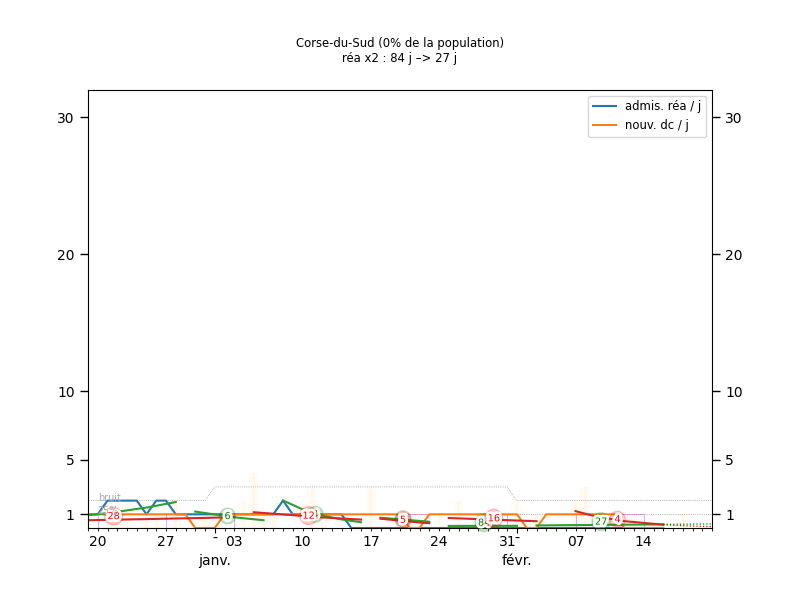 Corse-du-Sud (0% de la population)
réa x2 : 84 j –> 27 j
admis. réa / j
nouv. dc / j
30 30
20 20
10 10
5 5
bruit
28 6 12 5 8 16 27 4
1 1
20 27 - 03 10 17 24 31 07 14
janv. févr.